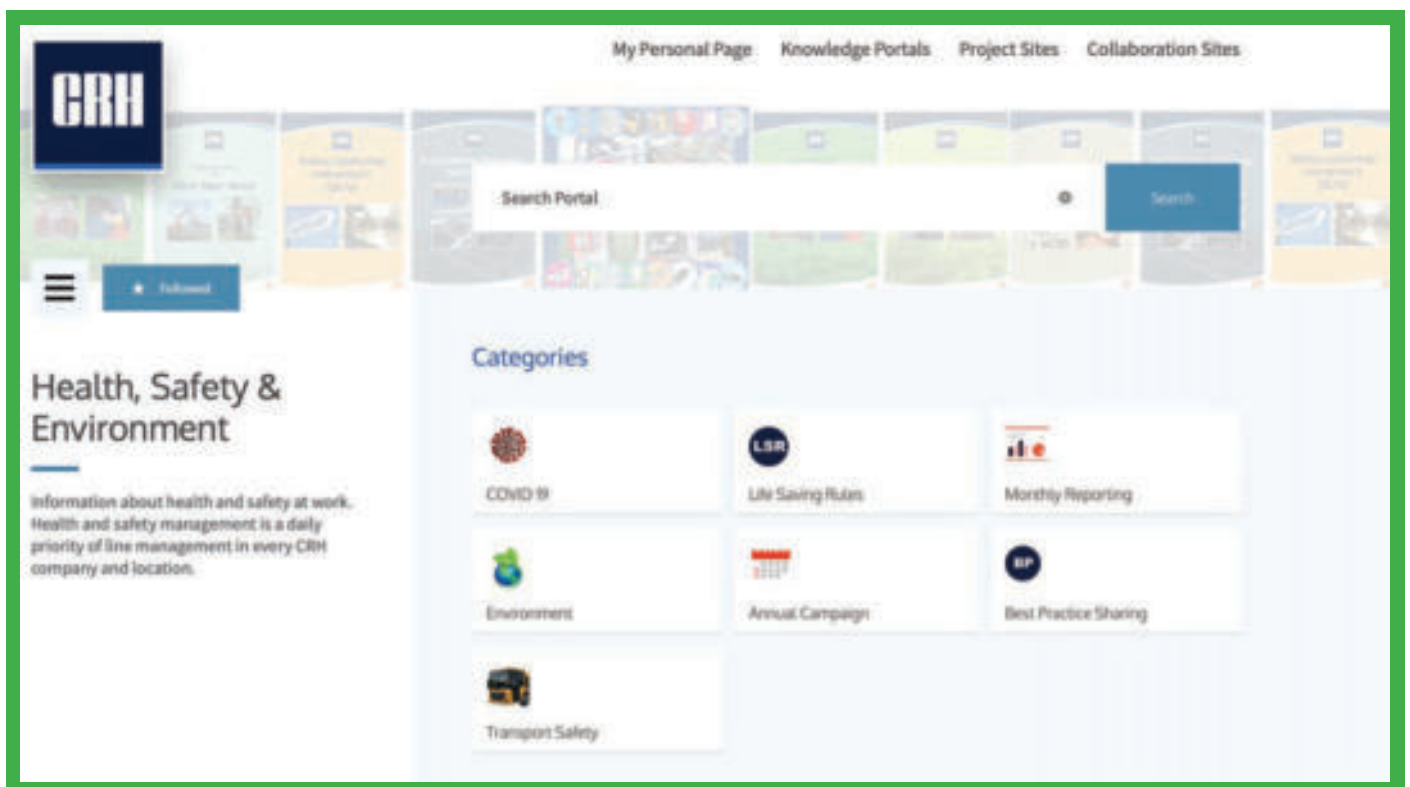 CRH
My Personal Page Knowledge Portals Project Sites Collaboration Sites
Search Portal
Search
Followed
Health, Safety &
Environment
Information about health and safety at work.
Health and safety management is a daily
priority of line management in every CRH
company and location.
Categories
COVID 19
LSR
Life Saving Rules
Monthly Reporting
Environment
Annual Campaign
BP
Best Practice Sharing
Transport Safety